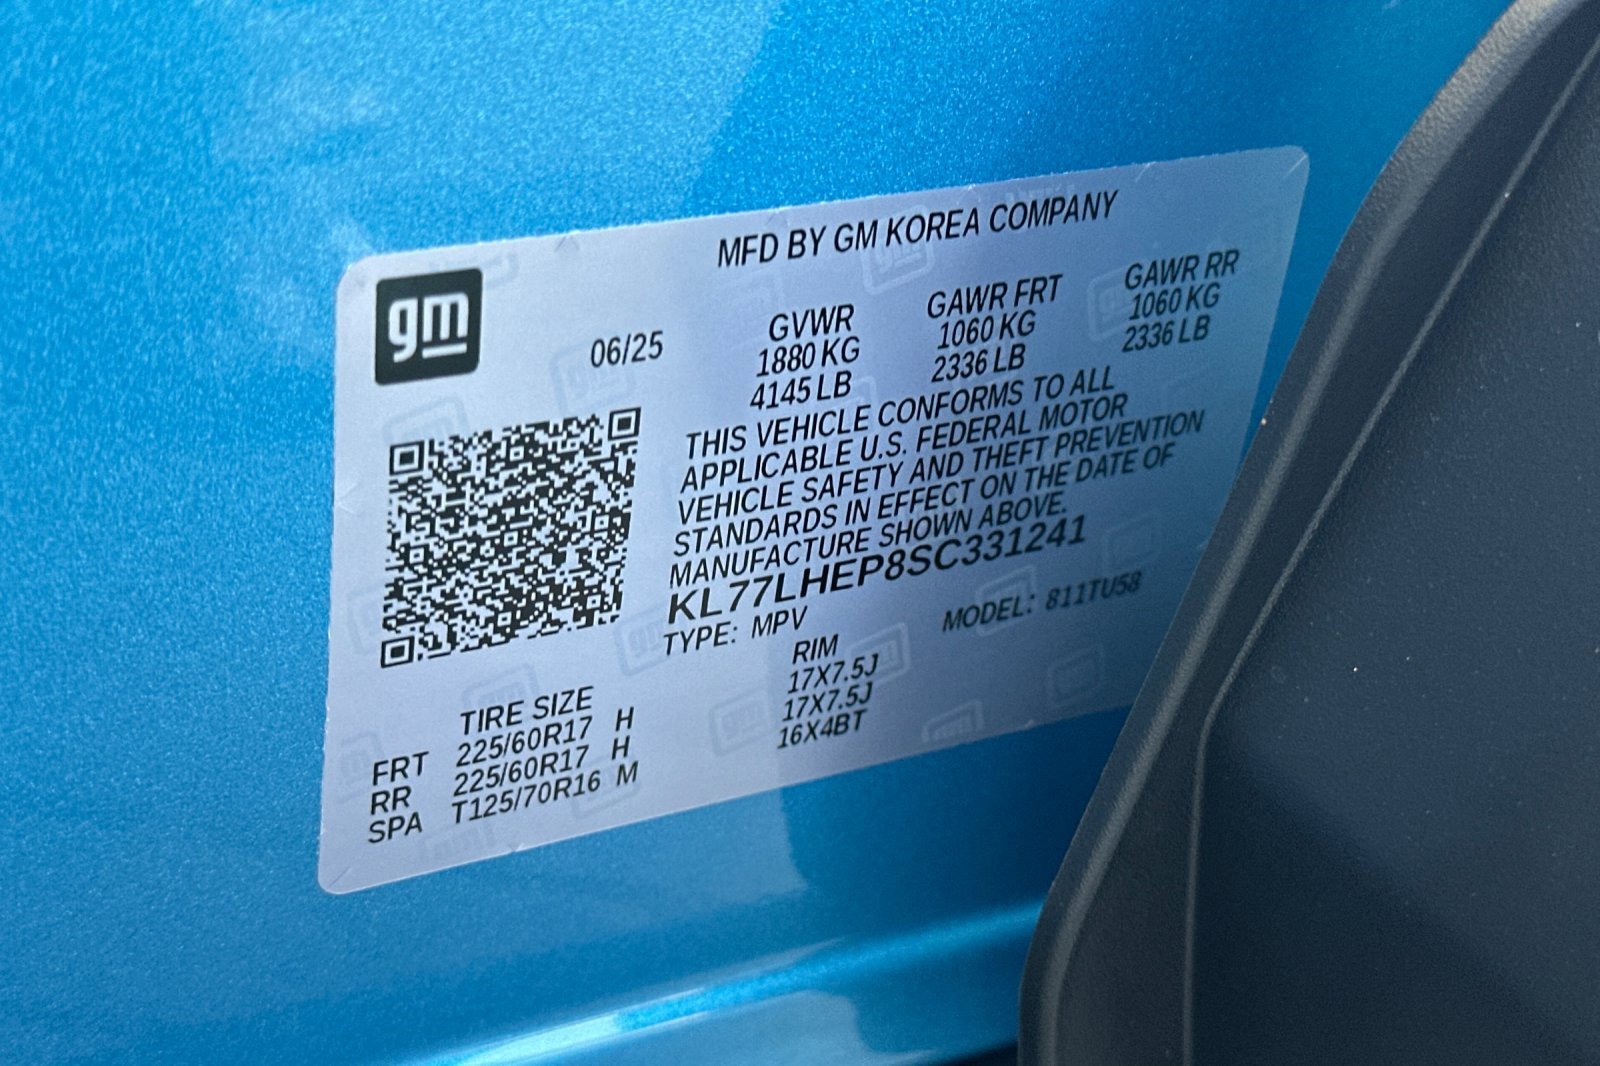 MFD BY GM KOREA COMPANY
gm
06/25
GVWR GAWR FRT GAWR RR
1880 KG 1060 KG 1060 KG
4145 LB 2336 LB 2336 LB
THIS VEHICLE CONFORMS TO ALL
APPLICABLE U.S. FEDERAL MOTOR
VEHICLE SAFETY AND THEFT PREVENTION
STANDARDS IN EFFECT ON THE DATE OF
MANUFACTURE SHOWN ABOVE.
KL77LHEP8SC331241
TYPE: MPV MODEL: 811TU58
TIRE SIZE RIM
FRT 225/60R17 H 17X7.5J
RR 225/60R17 H 17X7.5J
SPA T125/70R16 M 16X4BT